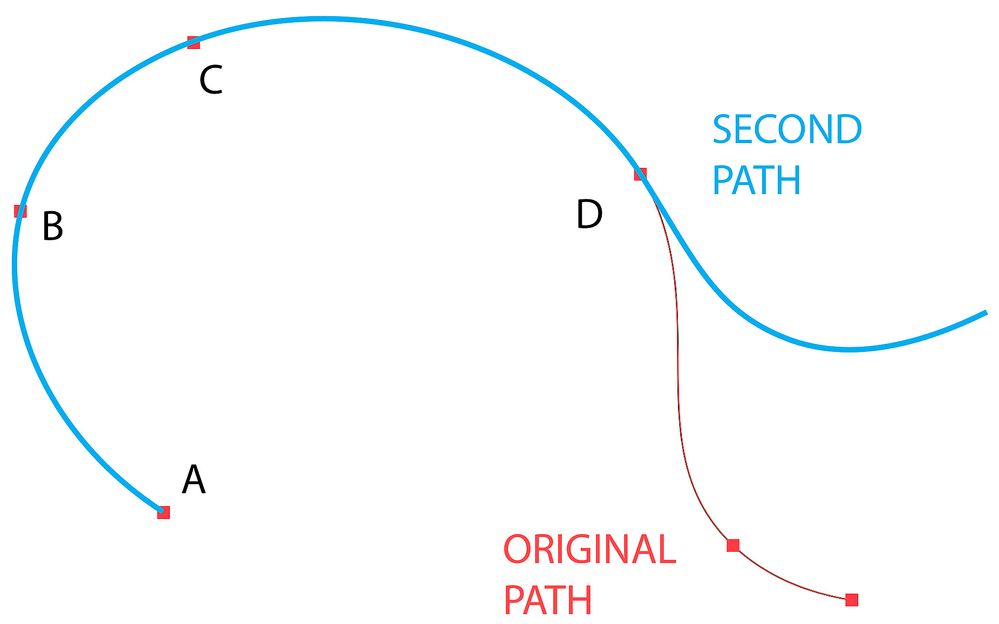 C
SECOND
PATH
D
B
A
ORIGINAL
PATH